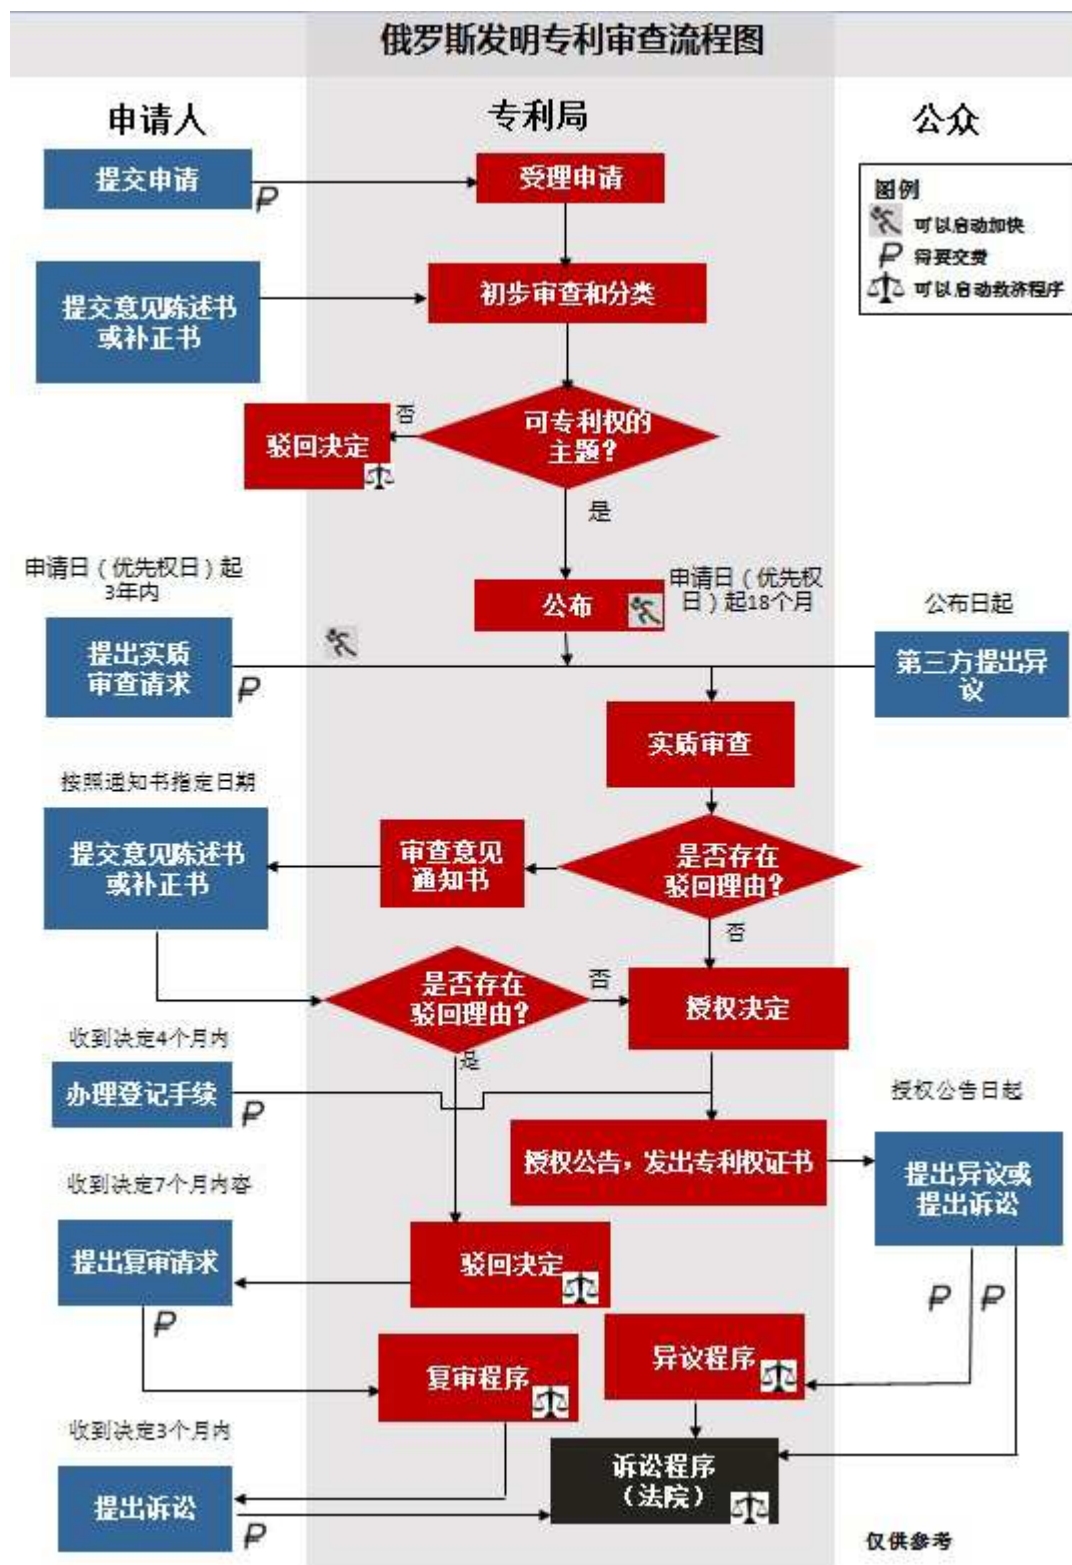 俄罗斯发明专利审查流程图
申请人
专利局
公众
提交申请
受理申请
图例
可以启动加快
得要交费
可以启动救济程序
提交意见陈述书
或补正书
初步审查和分类
可专利权的
主题?
否
驳回决定
是
申请日（优先权日）起
3年内
公布
申请日（优先权
日）起18个月
公布日起
提出实质
审查请求
第三方提出异
议
实质审查
按照通知书指定日期
提交意见陈述书
或补正书
审查意见
通知书
是否存在
驳回理由?
否
是否存在
驳回理由?
否
授权决定
是
收到决定4个月内
办理登记手续
授权公告日起
授权公告，发出专利权证书
提出异议或
提出诉讼
收到决定7个月内容
提出复审请求
驳回决定
复审程序
异议程序
收到决定3个月内
提出诉讼
诉讼程序
（法院）
仅供参考